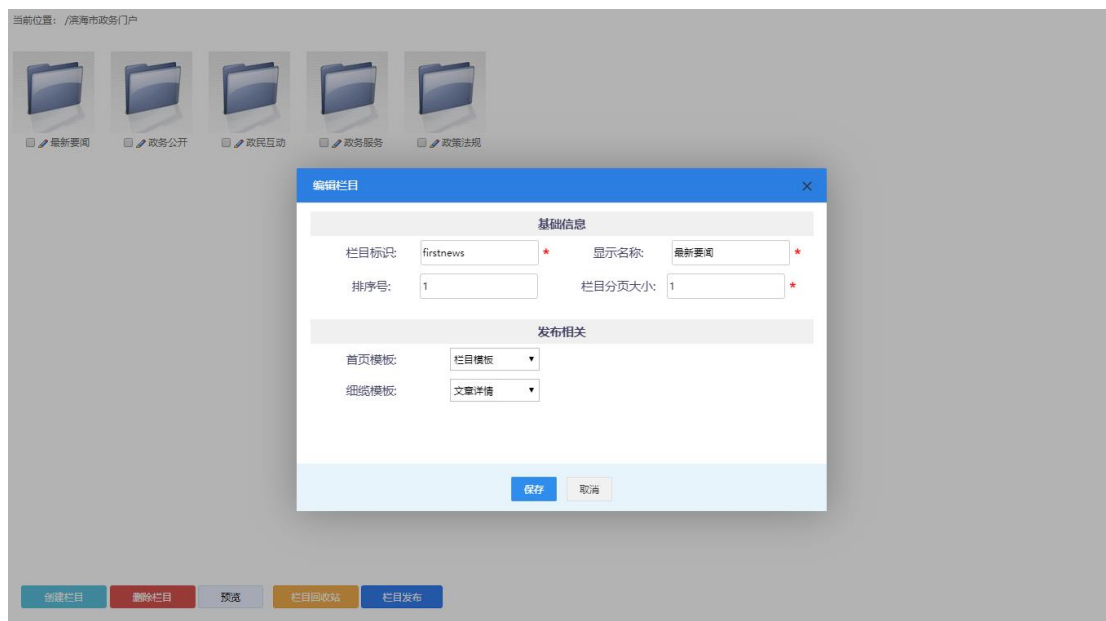 当前位置： /滨海市政务门户
最新要闻 政务公开 政民互动 政务服务 政策法规
编辑栏目
基础信息
栏目标识: firstnews * 显示名称: 最新要闻 *
排序号: 1 栏目分页大小: 1 *
发布相关
首页模板: 栏目模板
细缆模板: 文章详情
保存 取消
创建栏目 删除栏目 预览 栏目回收站 栏目发布